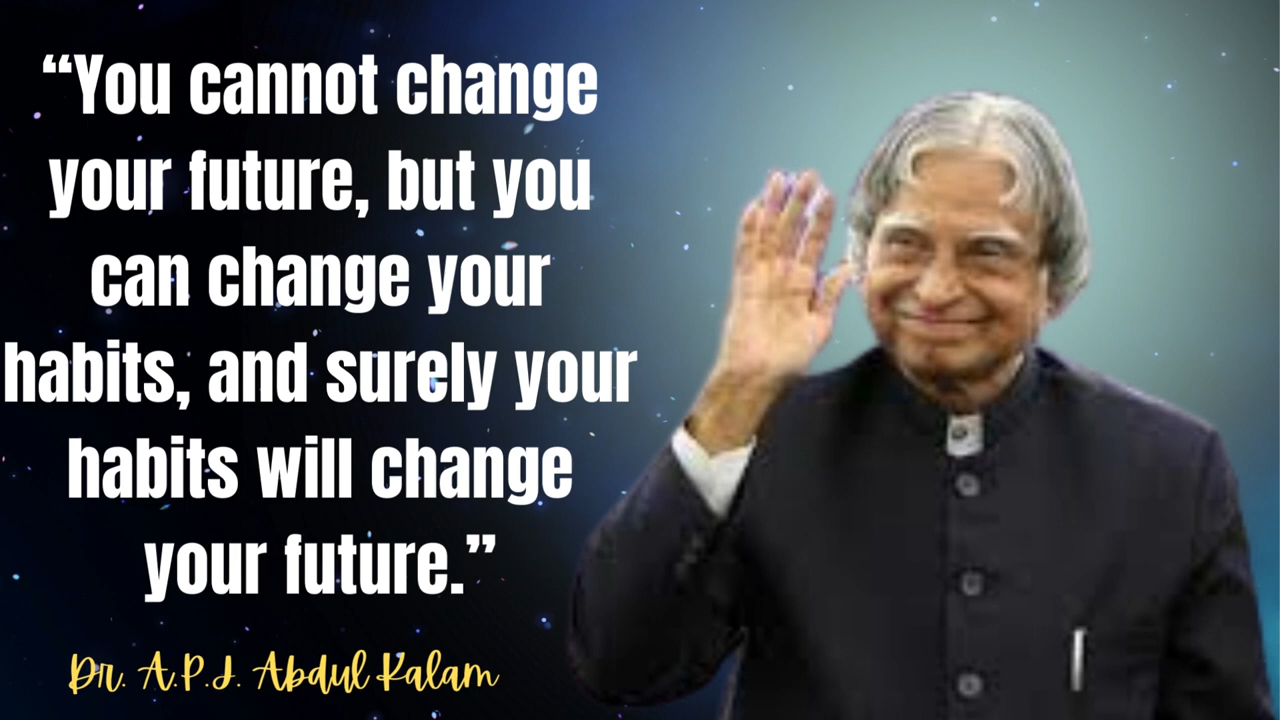 “You cannot change
your future, but you
can change your
habits, and surely your
habits will change
your future.”
Dr. A.P.J. Abdul Kalam